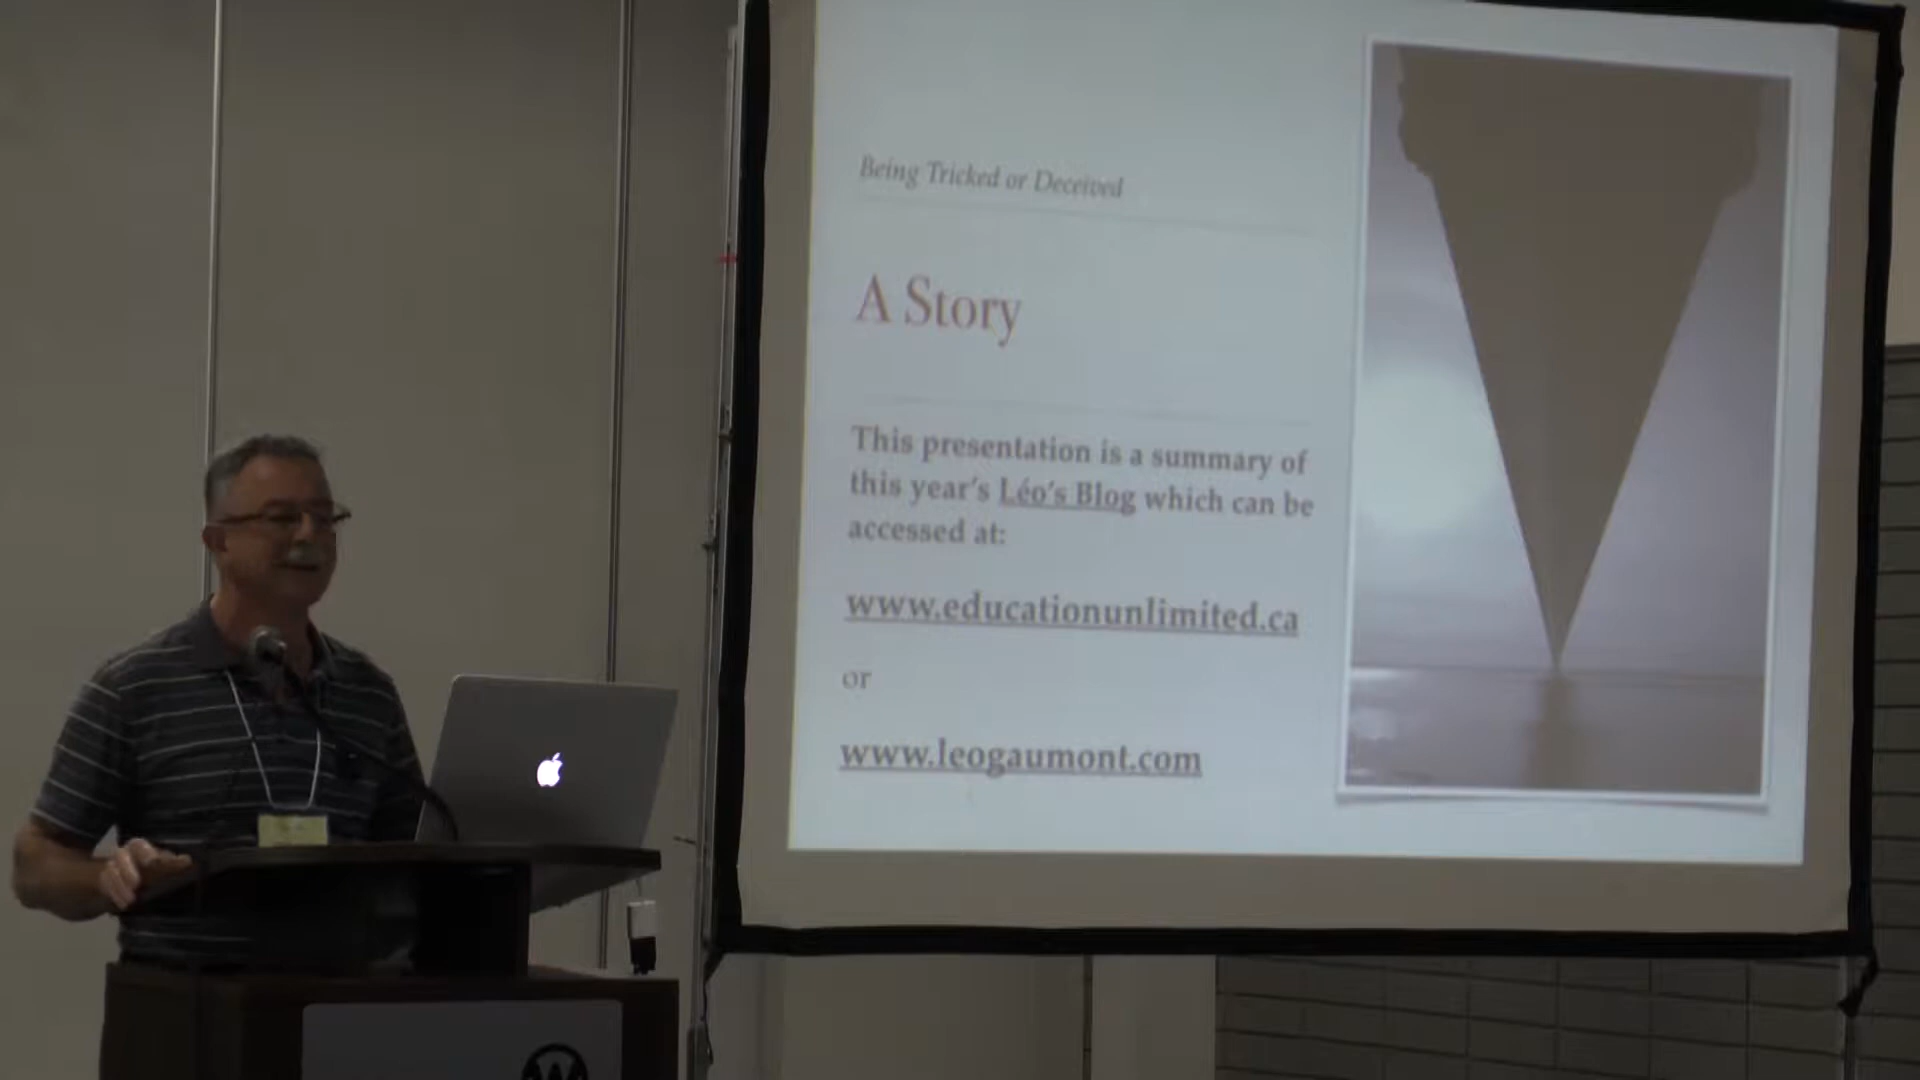 Being Tricked or Deceived
A Story
This presentation is a summary of
this year's Léo's Blog which can be
accessed at:
www.educationunlimited.ca
or
www.leogaumont.com
W